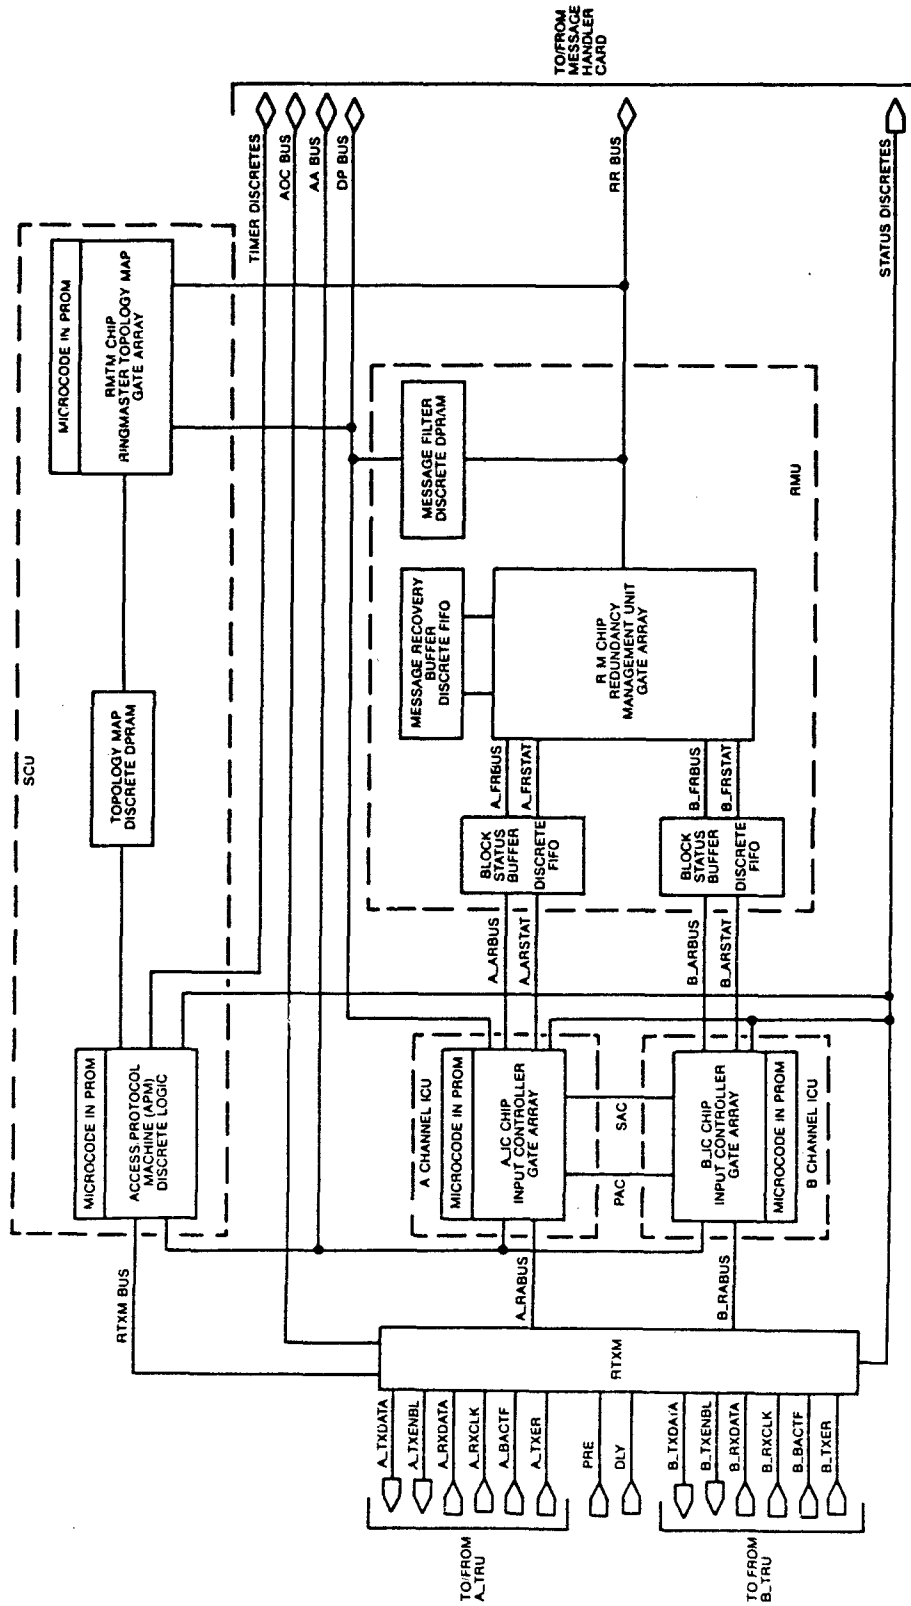 SCU
MICROCODE IN PROM
ACCESS PROTOCOL
MACHINE (APM)
DISCRETE LOGIC
TOPOLOGY MAP
DISCRETE DPRAM
MICROCODE IN PROM
RMTM CHIP
RINGMASTER TOPOLOGY MAP
GATE ARRAY
RTXM BUS
TIMER DISCRETES
AOC BUS
AA BUS
DP BUS
TO/FROM
MESSAGE
HANDLER
CARD
A CHANNEL ICU
MICROCODE IN PROM
A_IC CHIP
INPUT CONTROLLER
GATE ARRAY
A_ARBUS
A_ARSTAT
BLOCK
STATUS
BUFFER
DISCRETE
FIFO
A_FRBUS
A_FRSTAT
MESSAGE RECOVERY
BUFFER
DISCRETE FIFO
MESSAGE FILTER
DISCRETE DPRAM
R M CHIP
REDUNDANCY
MANAGEMENT UNIT
GATE ARRAY
RR BUS
RMU
PAC
SAC
B_IC CHIP
INPUT CONTROLLER
GATE ARRAY
MICROCODE IN PROM
B CHANNEL ICU
B_ARBUS
B_ARSTAT
BLOCK
STATUS
BUFFER
DISCRETE
FIFO
B_FRBUS
B_FRSTAT
STATUS DISCRETES
A_RABUS
B_RABUS
RTXM
TO/FROM
A_TRU
A_TXDATA
A_TXENBL
A_RXDATA
A_RXCLK
A_BACTF
A_TXER
PRE
DLY
TO FROM
B_TRU
B_TXDATA
B_TXENBL
B_RXDATA
B_RXCLK
B_BACTF
B_TXER